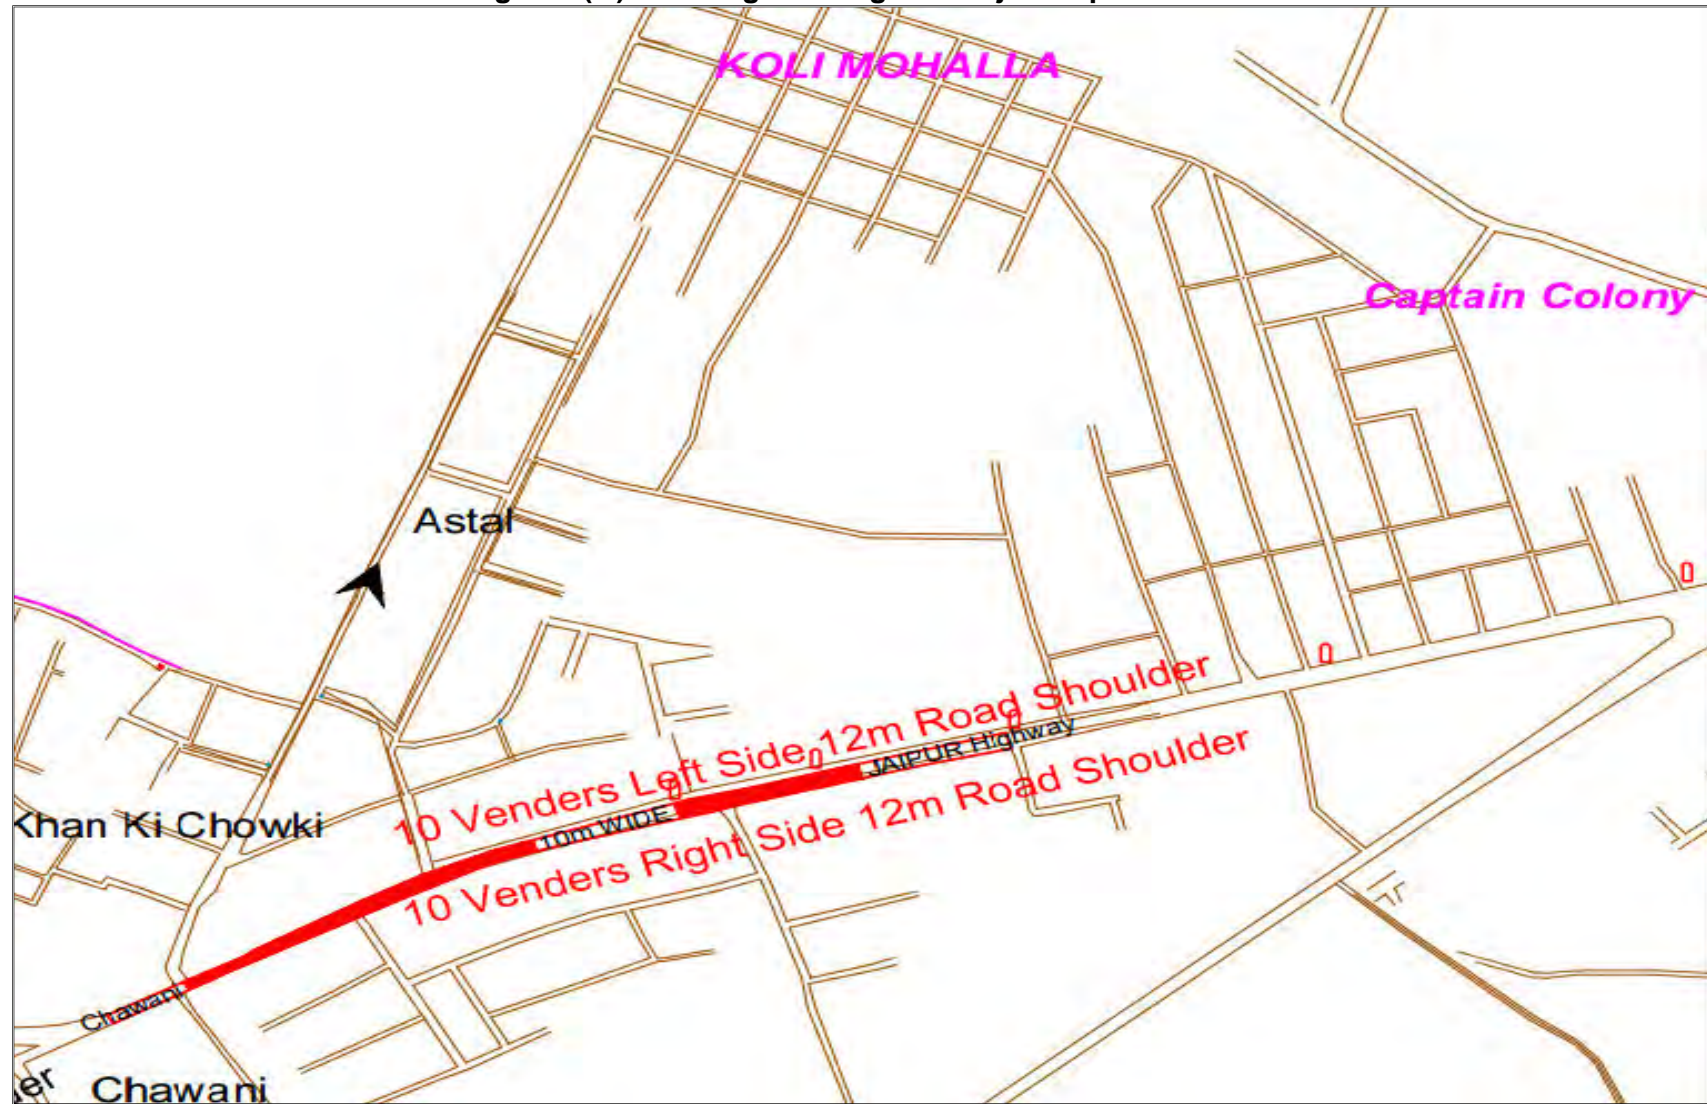 KOLI MOHALLA
Captain Colony
Astal
10 Venders Left Side 12m Road Shoulder
JAIPUR Highway
10m WIDE
10 Venders Right Side 12m Road Shoulder
Khan Ki Chowki
Chawani
Chawani